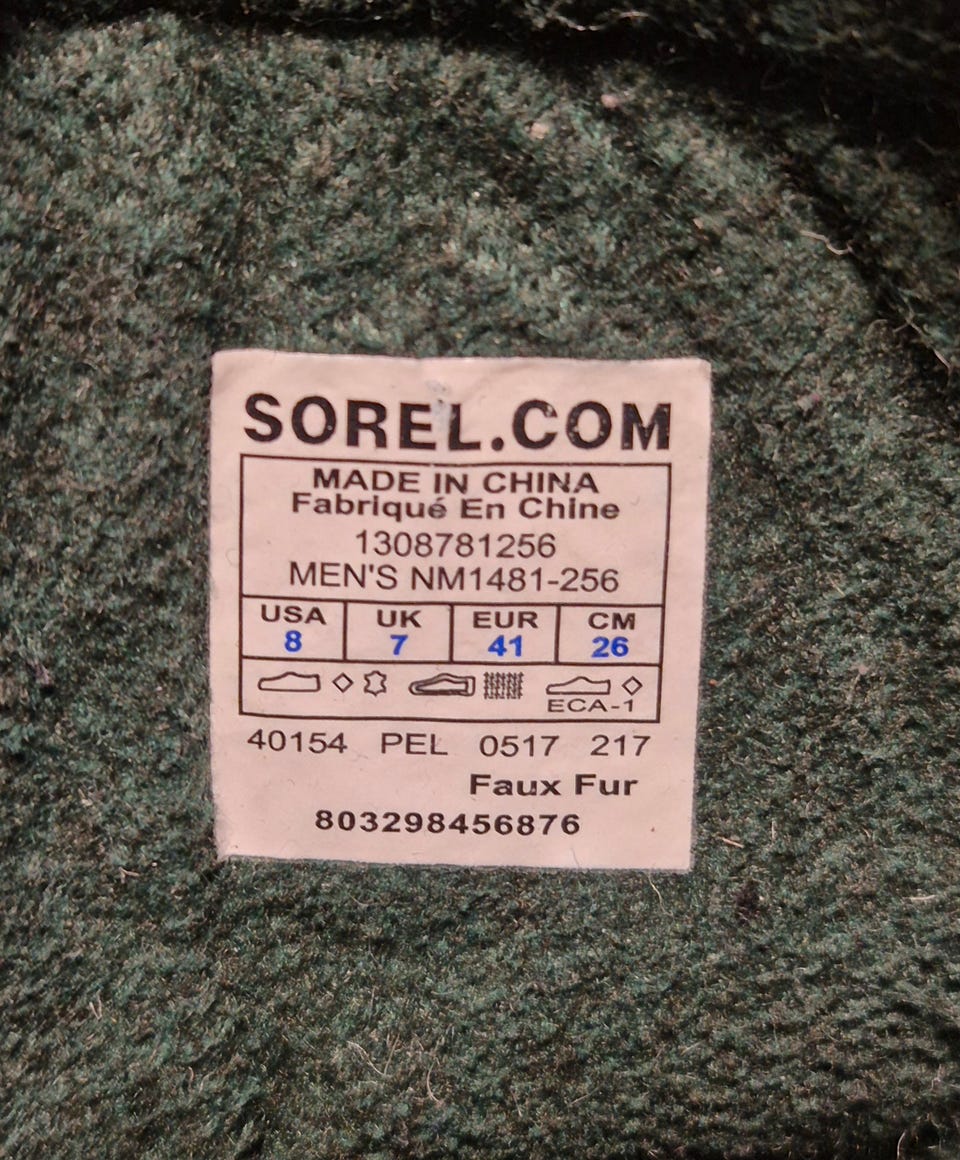 SOREL.COM
MADE IN CHINA
Fabriqué En Chine
1308781256
MEN'S NM1481-256
USA UK EUR CM
8 7 41 26
ECA-1
40154 PEL 0517 217
Faux Fur
803298456876